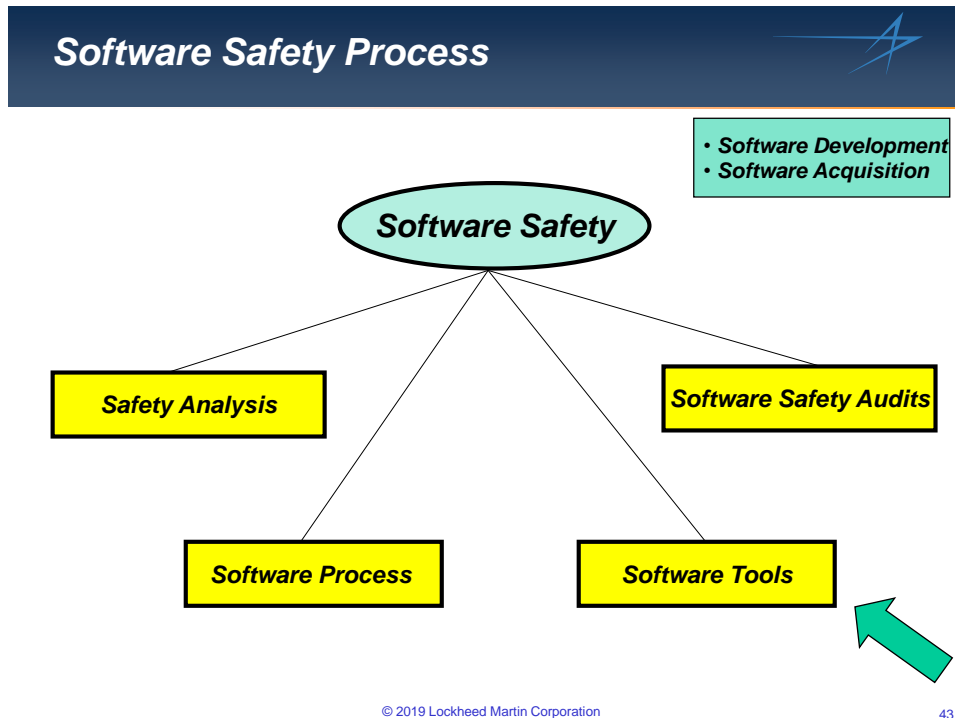 Software Safety Process
• Software Development
• Software Acquisition
Software Safety
Safety Analysis
Software Safety Audits
Software Process
Software Tools
© 2019 Lockheed Martin Corporation
43